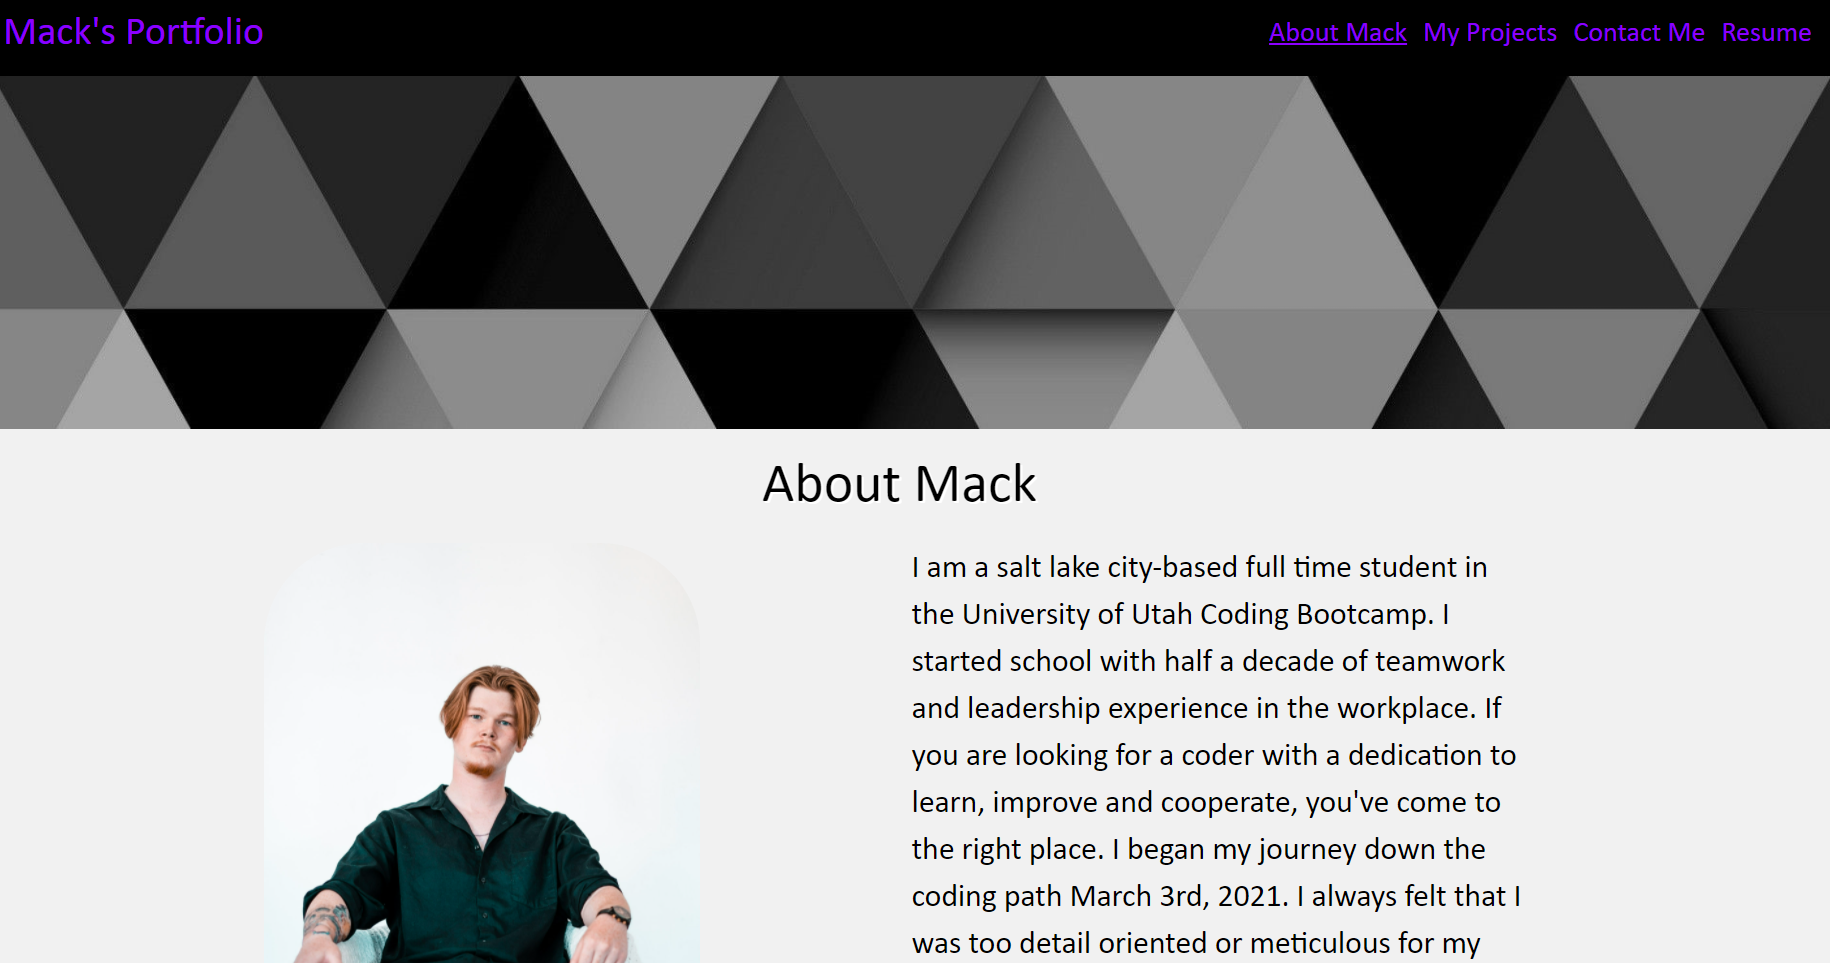 Mack's Portfolio
About Mack My Projects Contact Me Resume
About Mack
I am a salt lake city-based full time student in
the University of Utah Coding Bootcamp. I
started school with half a decade of teamwork
and leadership experience in the workplace. If
you are looking for a coder with a dedication to
learn, improve and cooperate, you've come to
the right place. I began my journey down the
coding path March 3rd, 2021. I always felt that I
was too detail oriented or meticulous for my